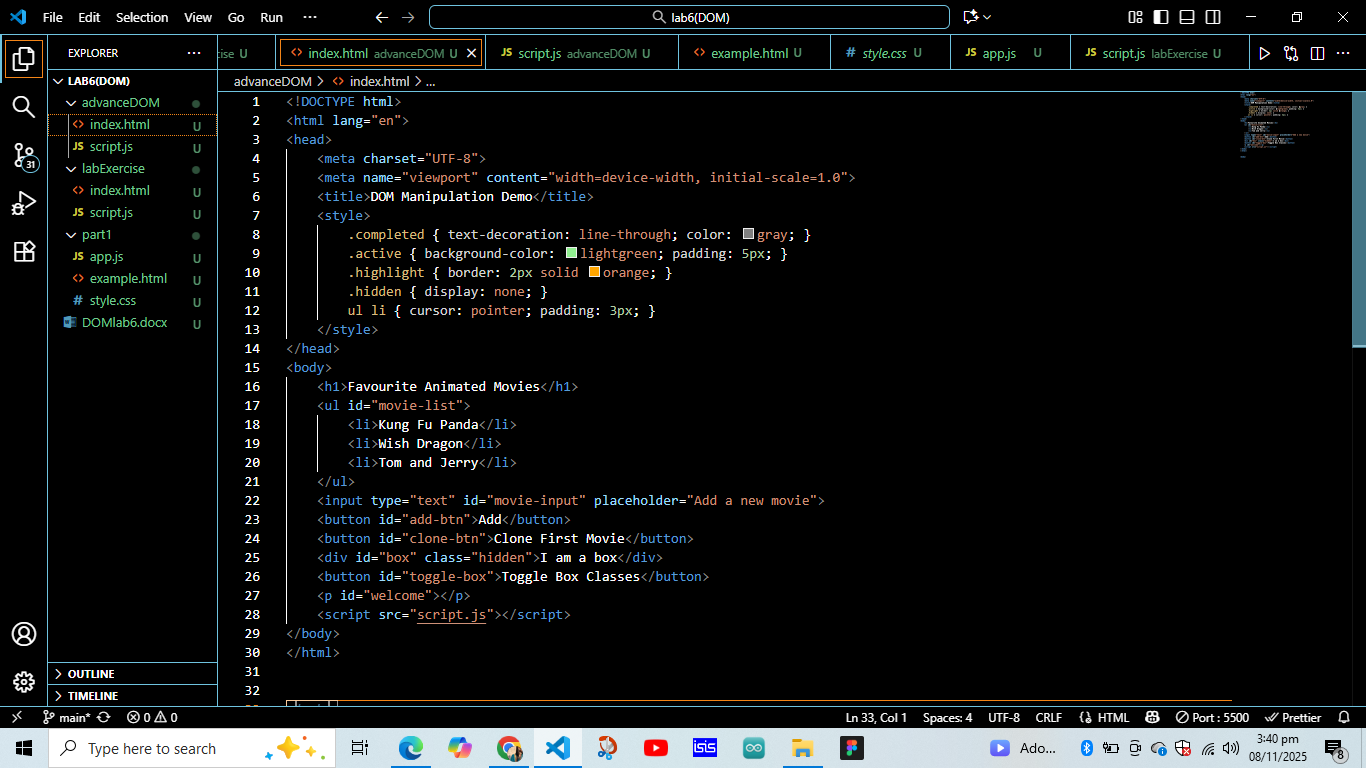 File Edit Selection View Go Run ··· lab6(DOM)
EXPLORER ···
cise U index.html advanceDOM U script.js advanceDOM U example.html U style.css U app.js U script.js labExercise U ···
LAB6(DOM)
advanceDOM
index.html U
JS script.js U
labExercise
index.html U
JS script.js U
part1
JS app.js U
example.html U
# style.css U
DOMlab6.docx U
OUTLINE
TIMELINE
advanceDOM > index.html > ...
1 <!DOCTYPE html>
2 <html lang="en">
3 <head>
4 <meta charset="UTF-8">
5 <meta name="viewport" content="width=device-width, initial-scale=1.0">
6 <title>DOM Manipulation Demo</title>
7 <style>
8 .completed { text-decoration: line-through; color: gray; }
9 .active { background-color: lightgreen; padding: 5px; }
10 .highlight { border: 2px solid orange; }
11 .hidden { display: none; }
12 ul li { cursor: pointer; padding: 3px; }
13 </style>
14 </head>
15 <body>
16 <h1>Favourite Animated Movies</h1>
17 <ul id="movie-list">
18 <li>Kung Fu Panda</li>
19 <li>Wish Dragon</li>
20 <li>Tom and Jerry</li>
21 </ul>
22 <input type="text" id="movie-input" placeholder="Add a new movie">
23 <button id="add-btn">Add</button>
24 <button id="clone-btn">Clone First Movie</button>
25 <div id="box" class="hidden">I am a box</div>
26 <button id="toggle-box">Toggle Box Classes</button>
27 <p id="welcome"></p>
28 <script src="script.js"></script>
29 </body>
30 </html>
31
32
31
main* 0 0 Ln 33, Col 1 Spaces: 4 UTF-8 CRLF {} HTML Port : 5500 Prettier
Type here to search Ado... 3:40 pm
08/11/2025 8